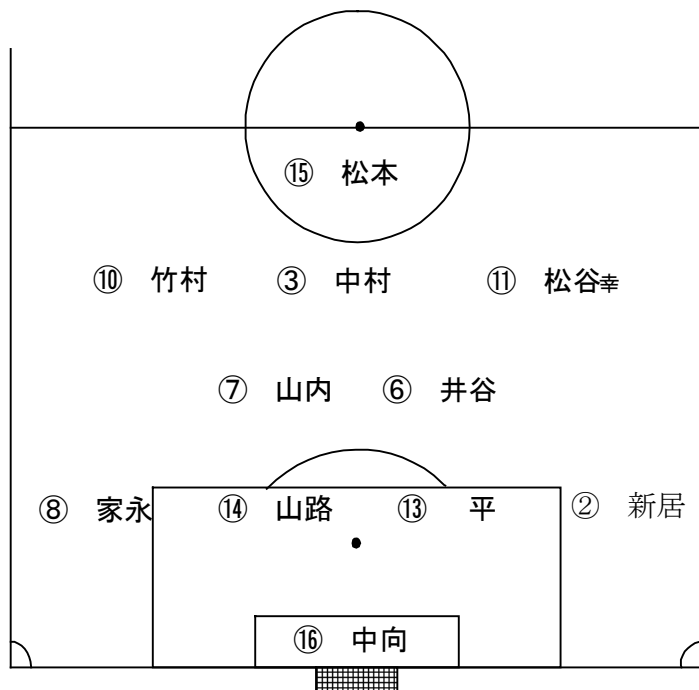 ⑮ 松本
⑩ 竹村 ③ 中村 ⑪ 松谷幸
⑦ 山内 ⑥ 井谷
⑧ 家永 ⑭ 山路 ⑬ 平 ② 新居
⑯ 中向